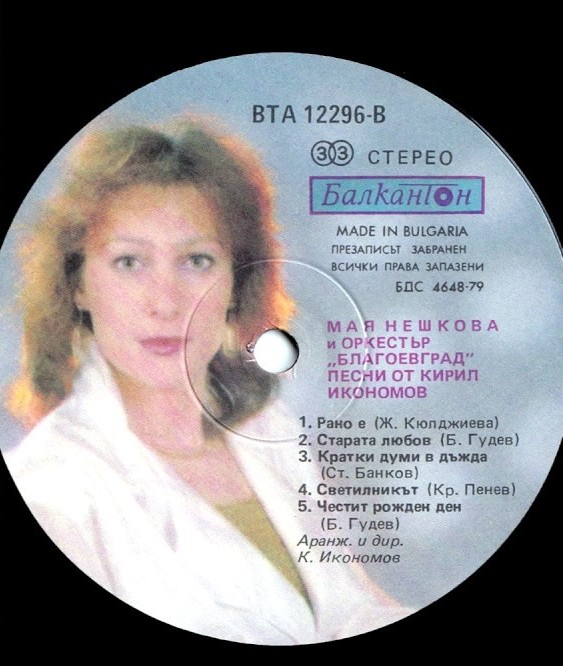 ВТА 12296-В
33 СТЕРЕО
Балкантон
MADE IN BULGARIA
ПРЕЗАПИСЪТ ЗАБРАНЕН
ВСИЧКИ ПРАВА ЗАПАЗЕНИ
БДС 4648-79
МАЯ НЕШКОВА
И ОРКЕСТЪР
„БЛАГОЕВГРАД"
ПЕСНИ ОТ КИРИЛ
ИКОНОМОВ
1. Рано е (Ж. Кюлджиева)
2. Старата любов (Б. Гудев)
3. Кратки думи в дъжда
(Ст. Банков)
4. Светилникът (Кр. Пенев)
5. Честит рожден ден
(Б. Гудев)
Аранж. и дир.
К. Икономов